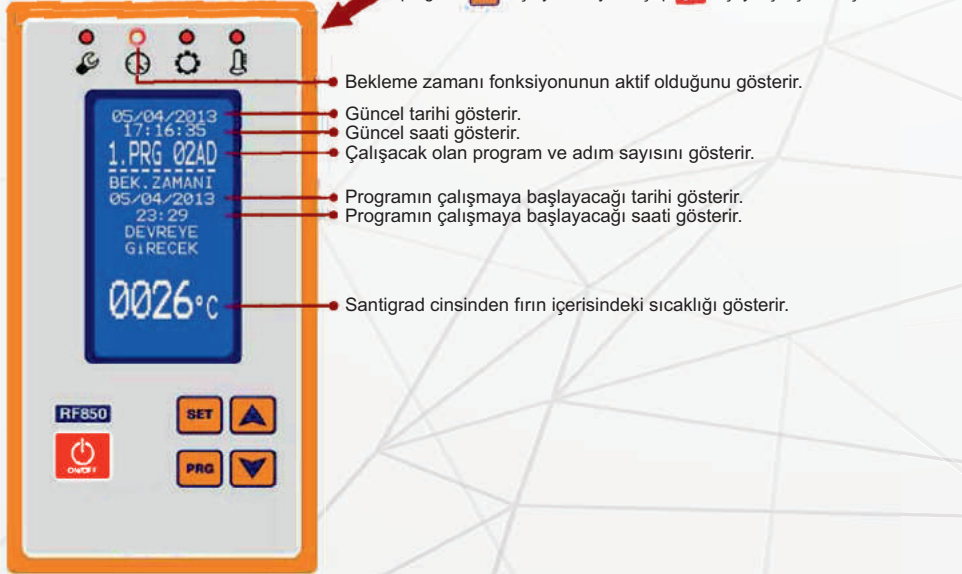 Bekleme zamanı fonksiyonunun aktif olduğunu gösterir.
05/04/2013
Güncel tarihi gösterir.
17:16:35
Güncel saati gösterir.
1.PRG 02AD
Çalışacak olan program ve adım sayısını gösterir.
BEK.ZAMANI
05/04/2013
Programın çalışmaya başlayacağı tarihi gösterir.
23:29
Programın çalışmaya başlayacağı saati gösterir.
DEVREYE
GiRECEK
0026°C
Santigrad cinsinden fırın içerisindeki sıcaklığı gösterir.
RF850
SET
ON/OFF
PRG